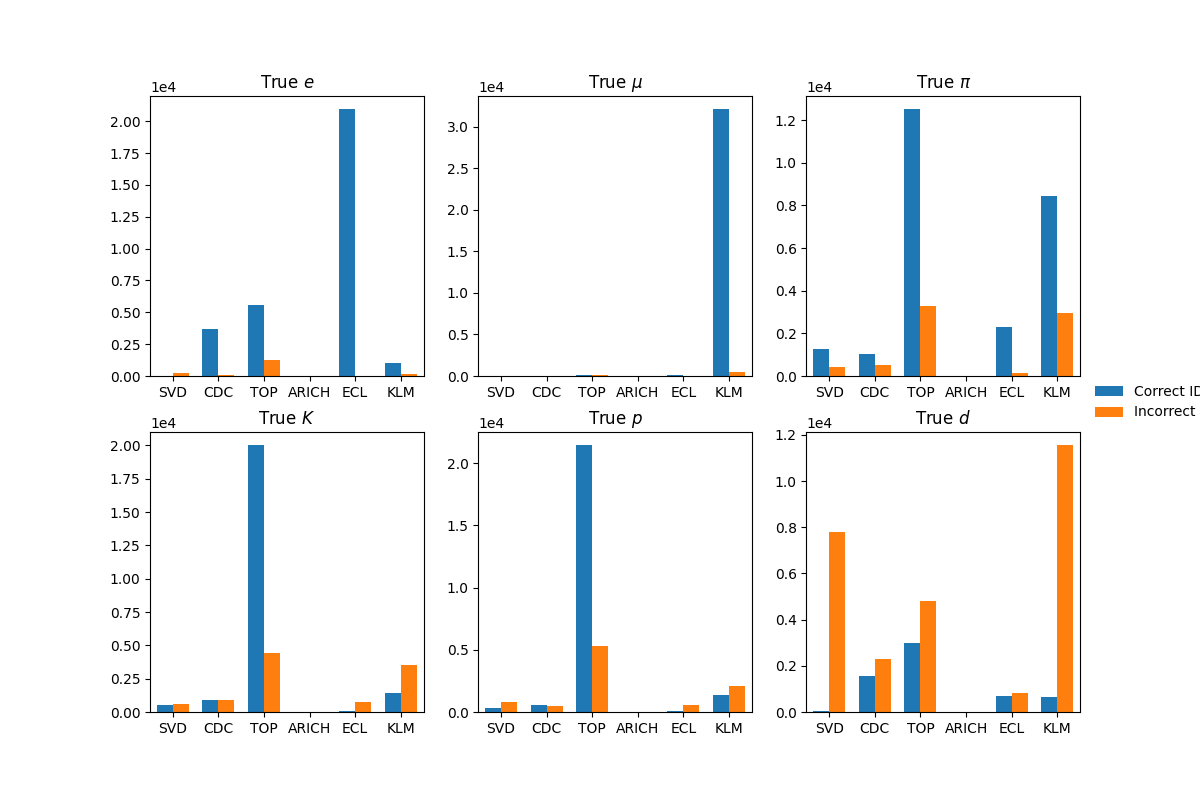 True e
1e4
2.00
1.75
1.50
1.25
1.00
0.75
0.50
0.25
0.00
SVD CDC TOP ARICH ECL KLM
True μ
1e4
3.0
2.5
2.0
1.5
1.0
0.5
0.0
SVD CDC TOP ARICH ECL KLM
True π
1e4
1.2
1.0
0.8
0.6
0.4
0.2
0.0
SVD CDC TOP ARICH ECL KLM
Correct ID
Incorrect
True K
1e4
2.00
1.75
1.50
1.25
1.00
0.75
0.50
0.25
0.00
SVD CDC TOP ARICH ECL KLM
True p
1e4
2.0
1.5
1.0
0.5
0.0
SVD CDC TOP ARICH ECL KLM
True d
1e4
1.2
1.0
0.8
0.6
0.4
0.2
0.0
SVD CDC TOP ARICH ECL KLM